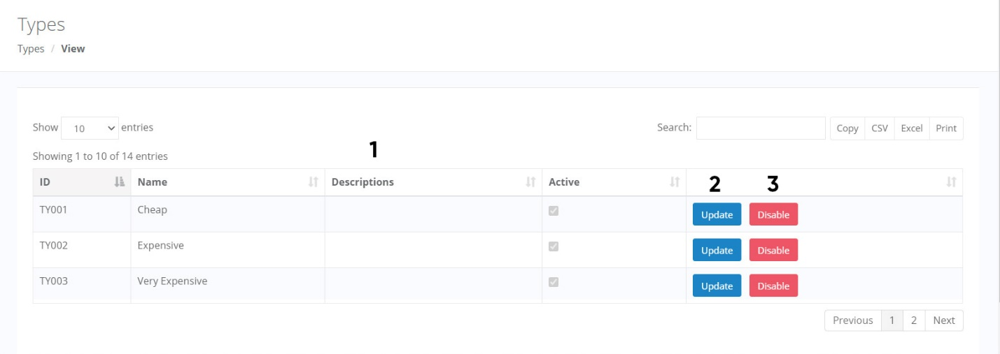 Types
Types / View
Show 10 entries
Search:
Copy CSV Excel Print
Showing 1 to 10 of 14 entries
1
ID Name Descriptions Active 2 3
TY001 Cheap Update Disable
TY002 Expensive Update Disable
TY003 Very Expensive Update Disable
Previous 1 2 Next